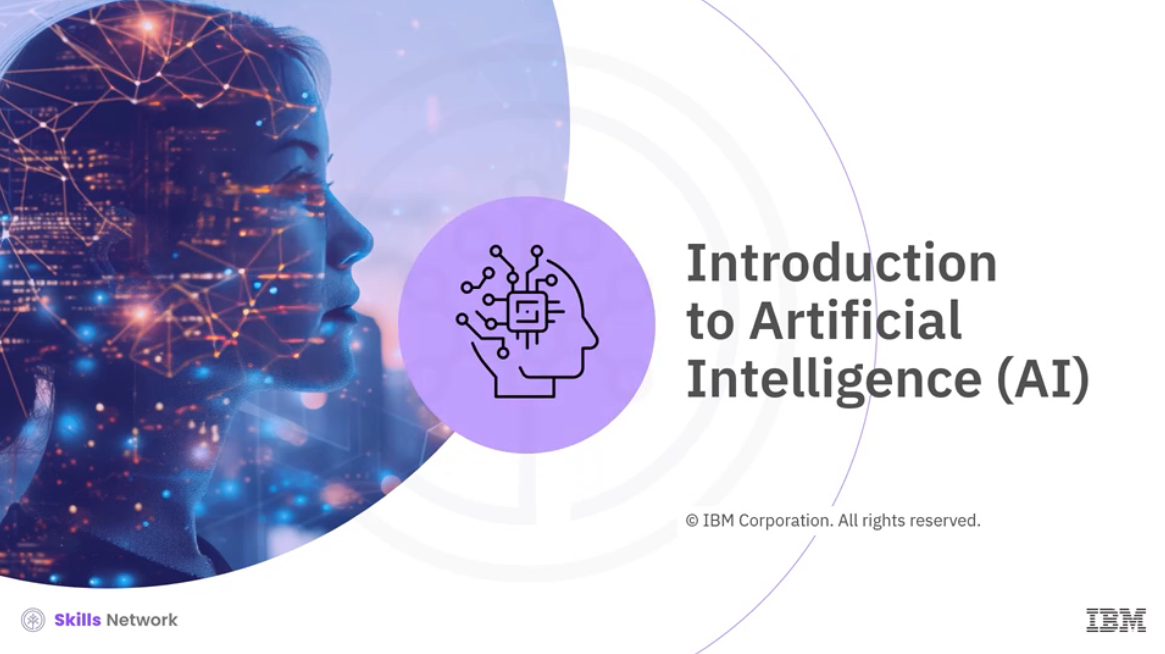 Introduction
to Artificial
Intelligence (AI)
© IBM Corporation. All rights reserved.
Skills Network
IBM